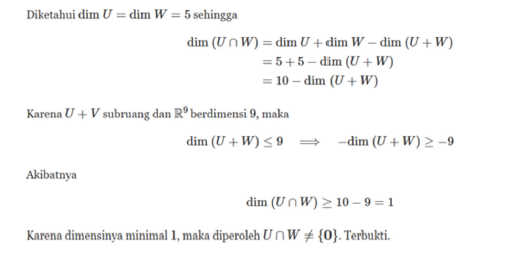 Diketahui dim U = dim W = 5 sehingga
dim (U ∩ W) = dim U + dim W − dim (U + W)
= 5 + 5 − dim (U + W)
= 10 − dim (U + W)
Karena U + V subruang dan ℝ⁹ berdimensi 9, maka
dim (U + W) ≤ 9 ⟹ −dim (U + W) ≥ −9
Akibatnya
dim (U ∩ W) ≥ 10 − 9 = 1
Karena dimensinya minimal 1, maka diperoleh U ∩ W ≠ {0}. Terbukti.